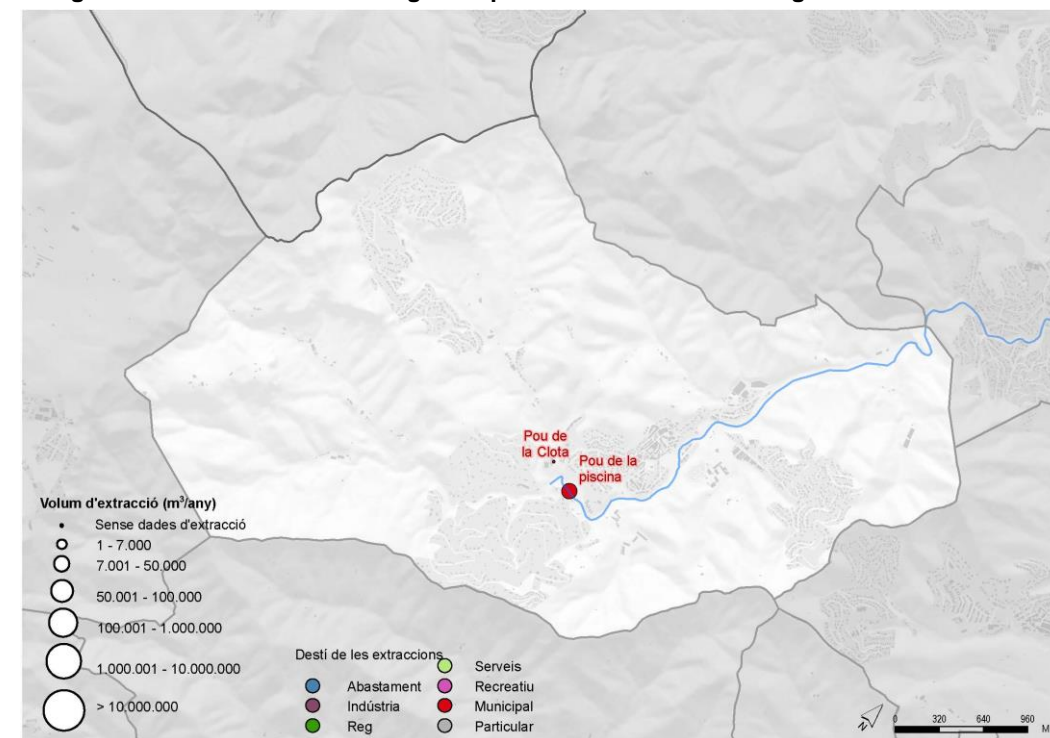 Pou de
la Clota
Pou de la
piscina
Volum d'extracció (m³/any)
Sense dades d'extracció
1 - 7.000
7.001 - 50.000
50.001 - 100.000
100.001 - 1.000.000
1.000.001 - 10.000.000
> 10.000.000
Destí de les extraccions
Abastament
Indústria
Reg
Serveis
Recreatiu
Municipal
Particular
N
0 320 640 960
M